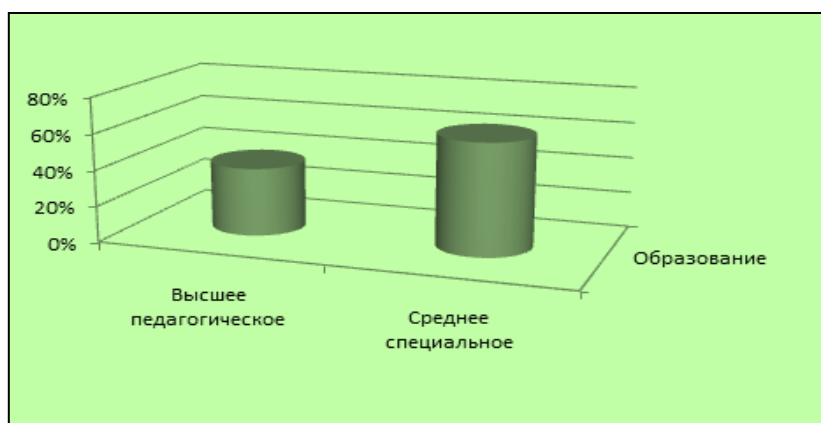 80%
60%
40%
20%
0%
Образование
Высшее
педагогическое
Среднее
специальное